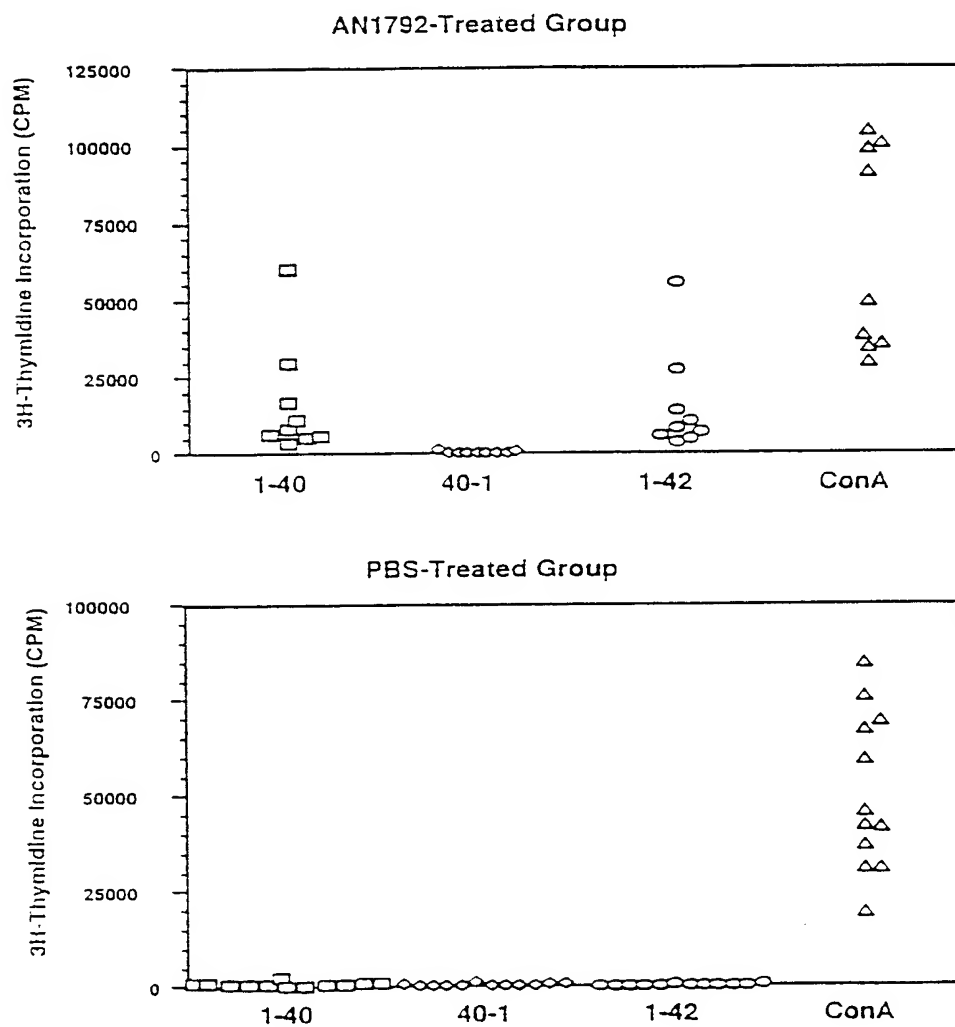 AN1792-Treated Group
3H-Thymidine Incorporation (CPM)
125000
100000
75000
50000
25000
0
1-40 40-1 1-42 ConA
PBS-Treated Group
3H-Thymidine Incorporation (CPM)
100000
75000
50000
25000
0
1-40 40-1 1-42 ConA